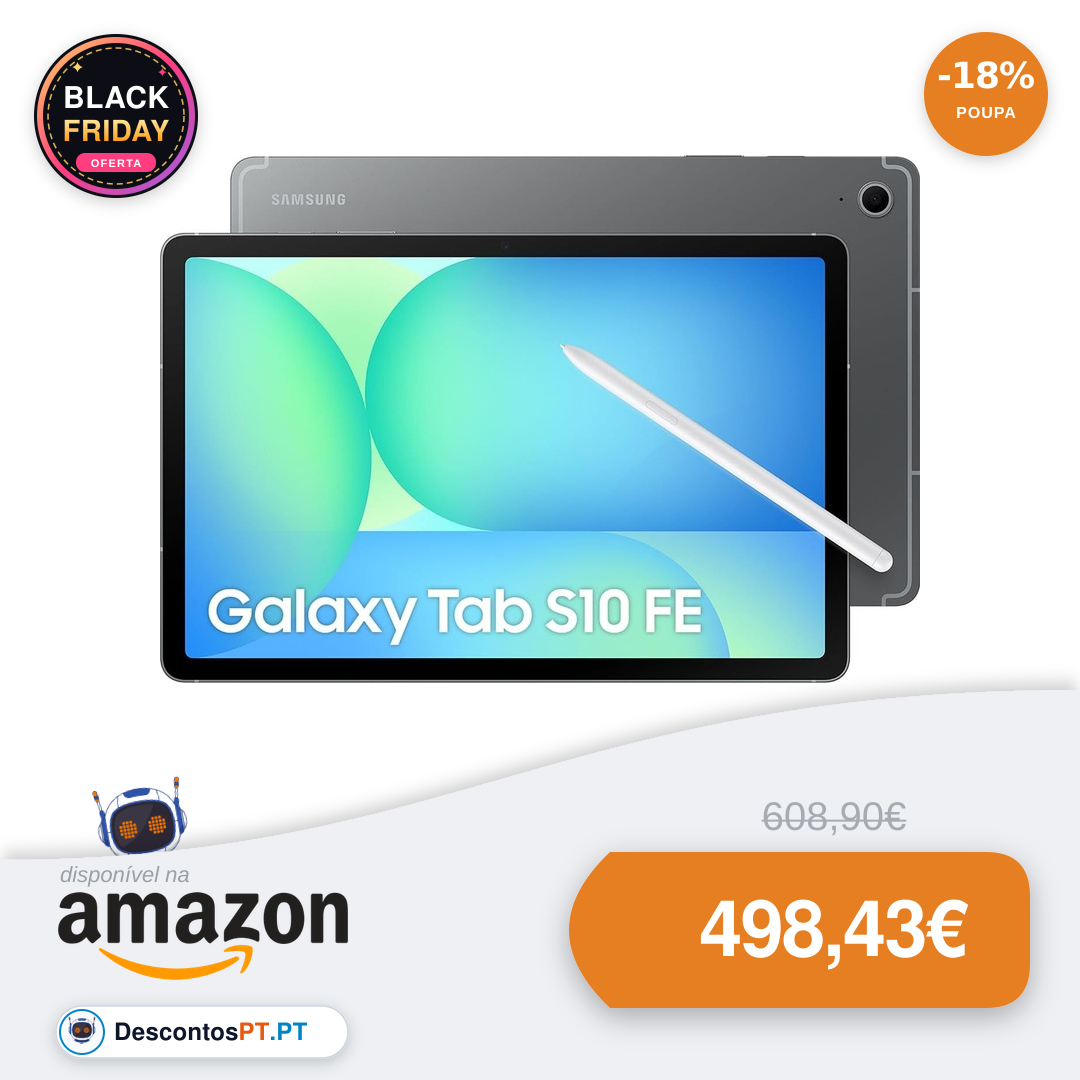 BLACK
FRIDAY
OFERTA
-18%
POUPA
SAMSUNG
Galaxy Tab S10 FE
608,90€
disponível na
amazon
498,43€
DescontosPT.PT